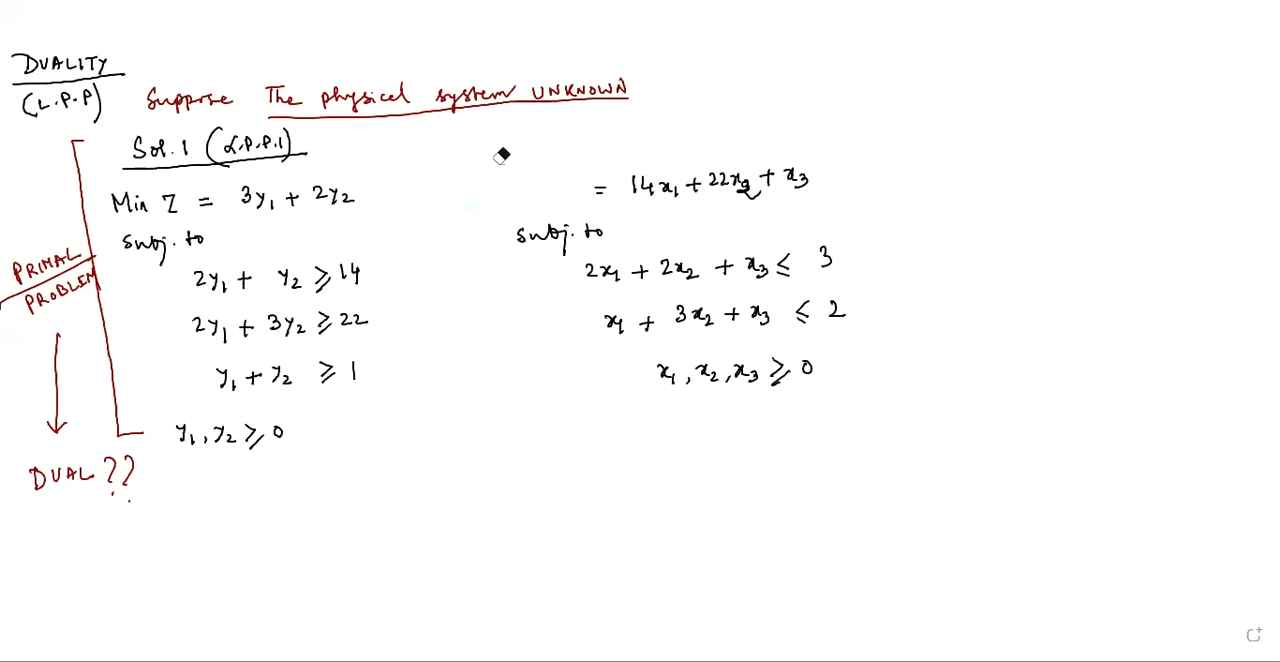 DUALITY
(L.P.P) Suppose The physical system UNKNOWN
Sol. 1 (L.P.P.1)
Min Z = 3y₁ + 2y₂
subj. to
2y₁ + y₂ ≥ 14
2y₁ + 3y₂ ≥ 22
y₁ + y₂ ≥ 1
y₁, y₂ ≥ 0
PRIMAL
PROBLEM
DUAL??
= 14x₁ + 22x₂ + x₃
subj. to
2x₁ + 2x₂ + x₃ ≤ 3
x₁ + 3x₂ + x₃ ≤ 2
x₁, x₂, x₃ ≥ 0